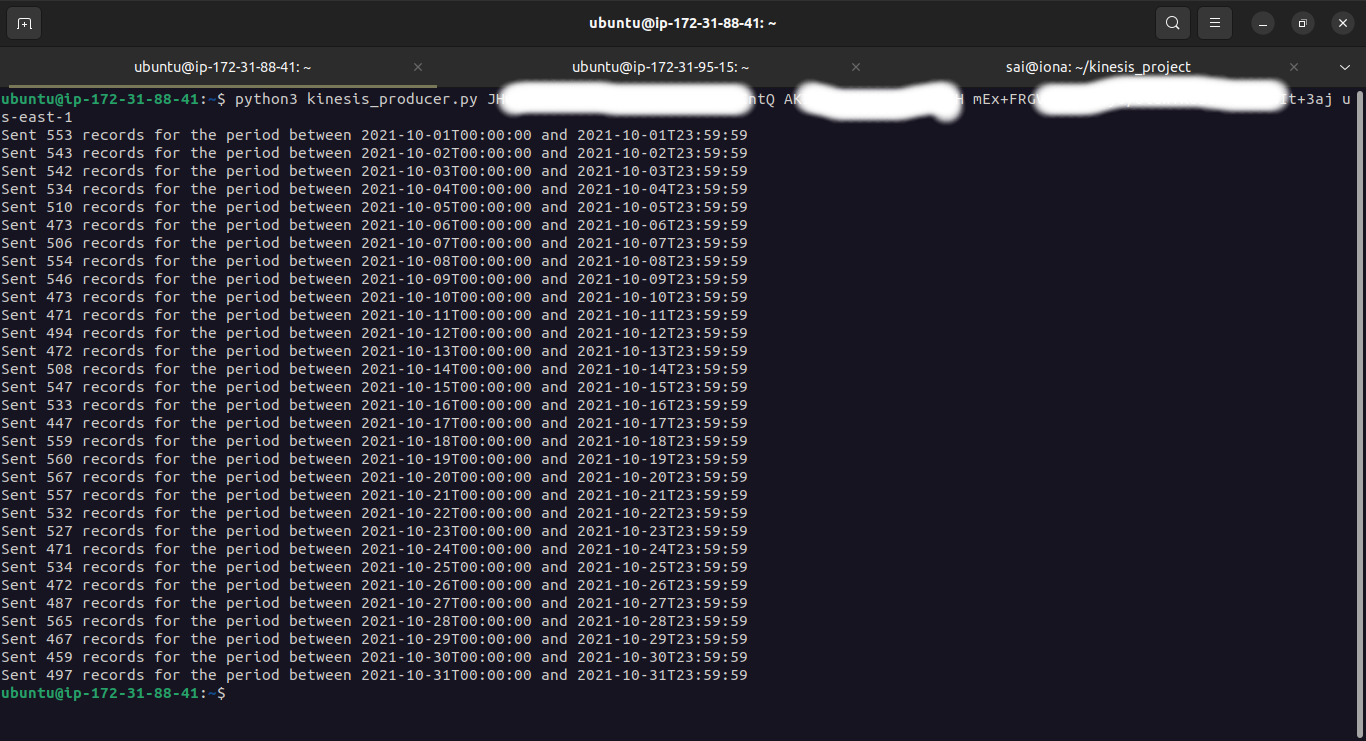 ubuntu@ip-172-31-88-41: ~
ubuntu@ip-172-31-88-41: ~
ubuntu@ip-172-31-95-15: ~
sai@iona: ~/kinesis_project
ubuntu@ip-172-31-88-41:~$ python3 kinesis_producer.py JH ntQ AK H mEx+FRG It+3aj u
s-east-1
Sent 553 records for the period between 2021-10-01T00:00:00 and 2021-10-01T23:59:59
Sent 543 records for the period between 2021-10-02T00:00:00 and 2021-10-02T23:59:59
Sent 542 records for the period between 2021-10-03T00:00:00 and 2021-10-03T23:59:59
Sent 534 records for the period between 2021-10-04T00:00:00 and 2021-10-04T23:59:59
Sent 510 records for the period between 2021-10-05T00:00:00 and 2021-10-05T23:59:59
Sent 473 records for the period between 2021-10-06T00:00:00 and 2021-10-06T23:59:59
Sent 506 records for the period between 2021-10-07T00:00:00 and 2021-10-07T23:59:59
Sent 554 records for the period between 2021-10-08T00:00:00 and 2021-10-08T23:59:59
Sent 546 records for the period between 2021-10-09T00:00:00 and 2021-10-09T23:59:59
Sent 473 records for the period between 2021-10-10T00:00:00 and 2021-10-10T23:59:59
Sent 471 records for the period between 2021-10-11T00:00:00 and 2021-10-11T23:59:59
Sent 494 records for the period between 2021-10-12T00:00:00 and 2021-10-12T23:59:59
Sent 472 records for the period between 2021-10-13T00:00:00 and 2021-10-13T23:59:59
Sent 508 records for the period between 2021-10-14T00:00:00 and 2021-10-14T23:59:59
Sent 547 records for the period between 2021-10-15T00:00:00 and 2021-10-15T23:59:59
Sent 533 records for the period between 2021-10-16T00:00:00 and 2021-10-16T23:59:59
Sent 447 records for the period between 2021-10-17T00:00:00 and 2021-10-17T23:59:59
Sent 559 records for the period between 2021-10-18T00:00:00 and 2021-10-18T23:59:59
Sent 560 records for the period between 2021-10-19T00:00:00 and 2021-10-19T23:59:59
Sent 567 records for the period between 2021-10-20T00:00:00 and 2021-10-20T23:59:59
Sent 557 records for the period between 2021-10-21T00:00:00 and 2021-10-21T23:59:59
Sent 532 records for the period between 2021-10-22T00:00:00 and 2021-10-22T23:59:59
Sent 527 records for the period between 2021-10-23T00:00:00 and 2021-10-23T23:59:59
Sent 471 records for the period between 2021-10-24T00:00:00 and 2021-10-24T23:59:59
Sent 534 records for the period between 2021-10-25T00:00:00 and 2021-10-25T23:59:59
Sent 472 records for the period between 2021-10-26T00:00:00 and 2021-10-26T23:59:59
Sent 487 records for the period between 2021-10-27T00:00:00 and 2021-10-27T23:59:59
Sent 565 records for the period between 2021-10-28T00:00:00 and 2021-10-28T23:59:59
Sent 467 records for the period between 2021-10-29T00:00:00 and 2021-10-29T23:59:59
Sent 459 records for the period between 2021-10-30T00:00:00 and 2021-10-30T23:59:59
Sent 497 records for the period between 2021-10-31T00:00:00 and 2021-10-31T23:59:59
ubuntu@ip-172-31-88-41:~$